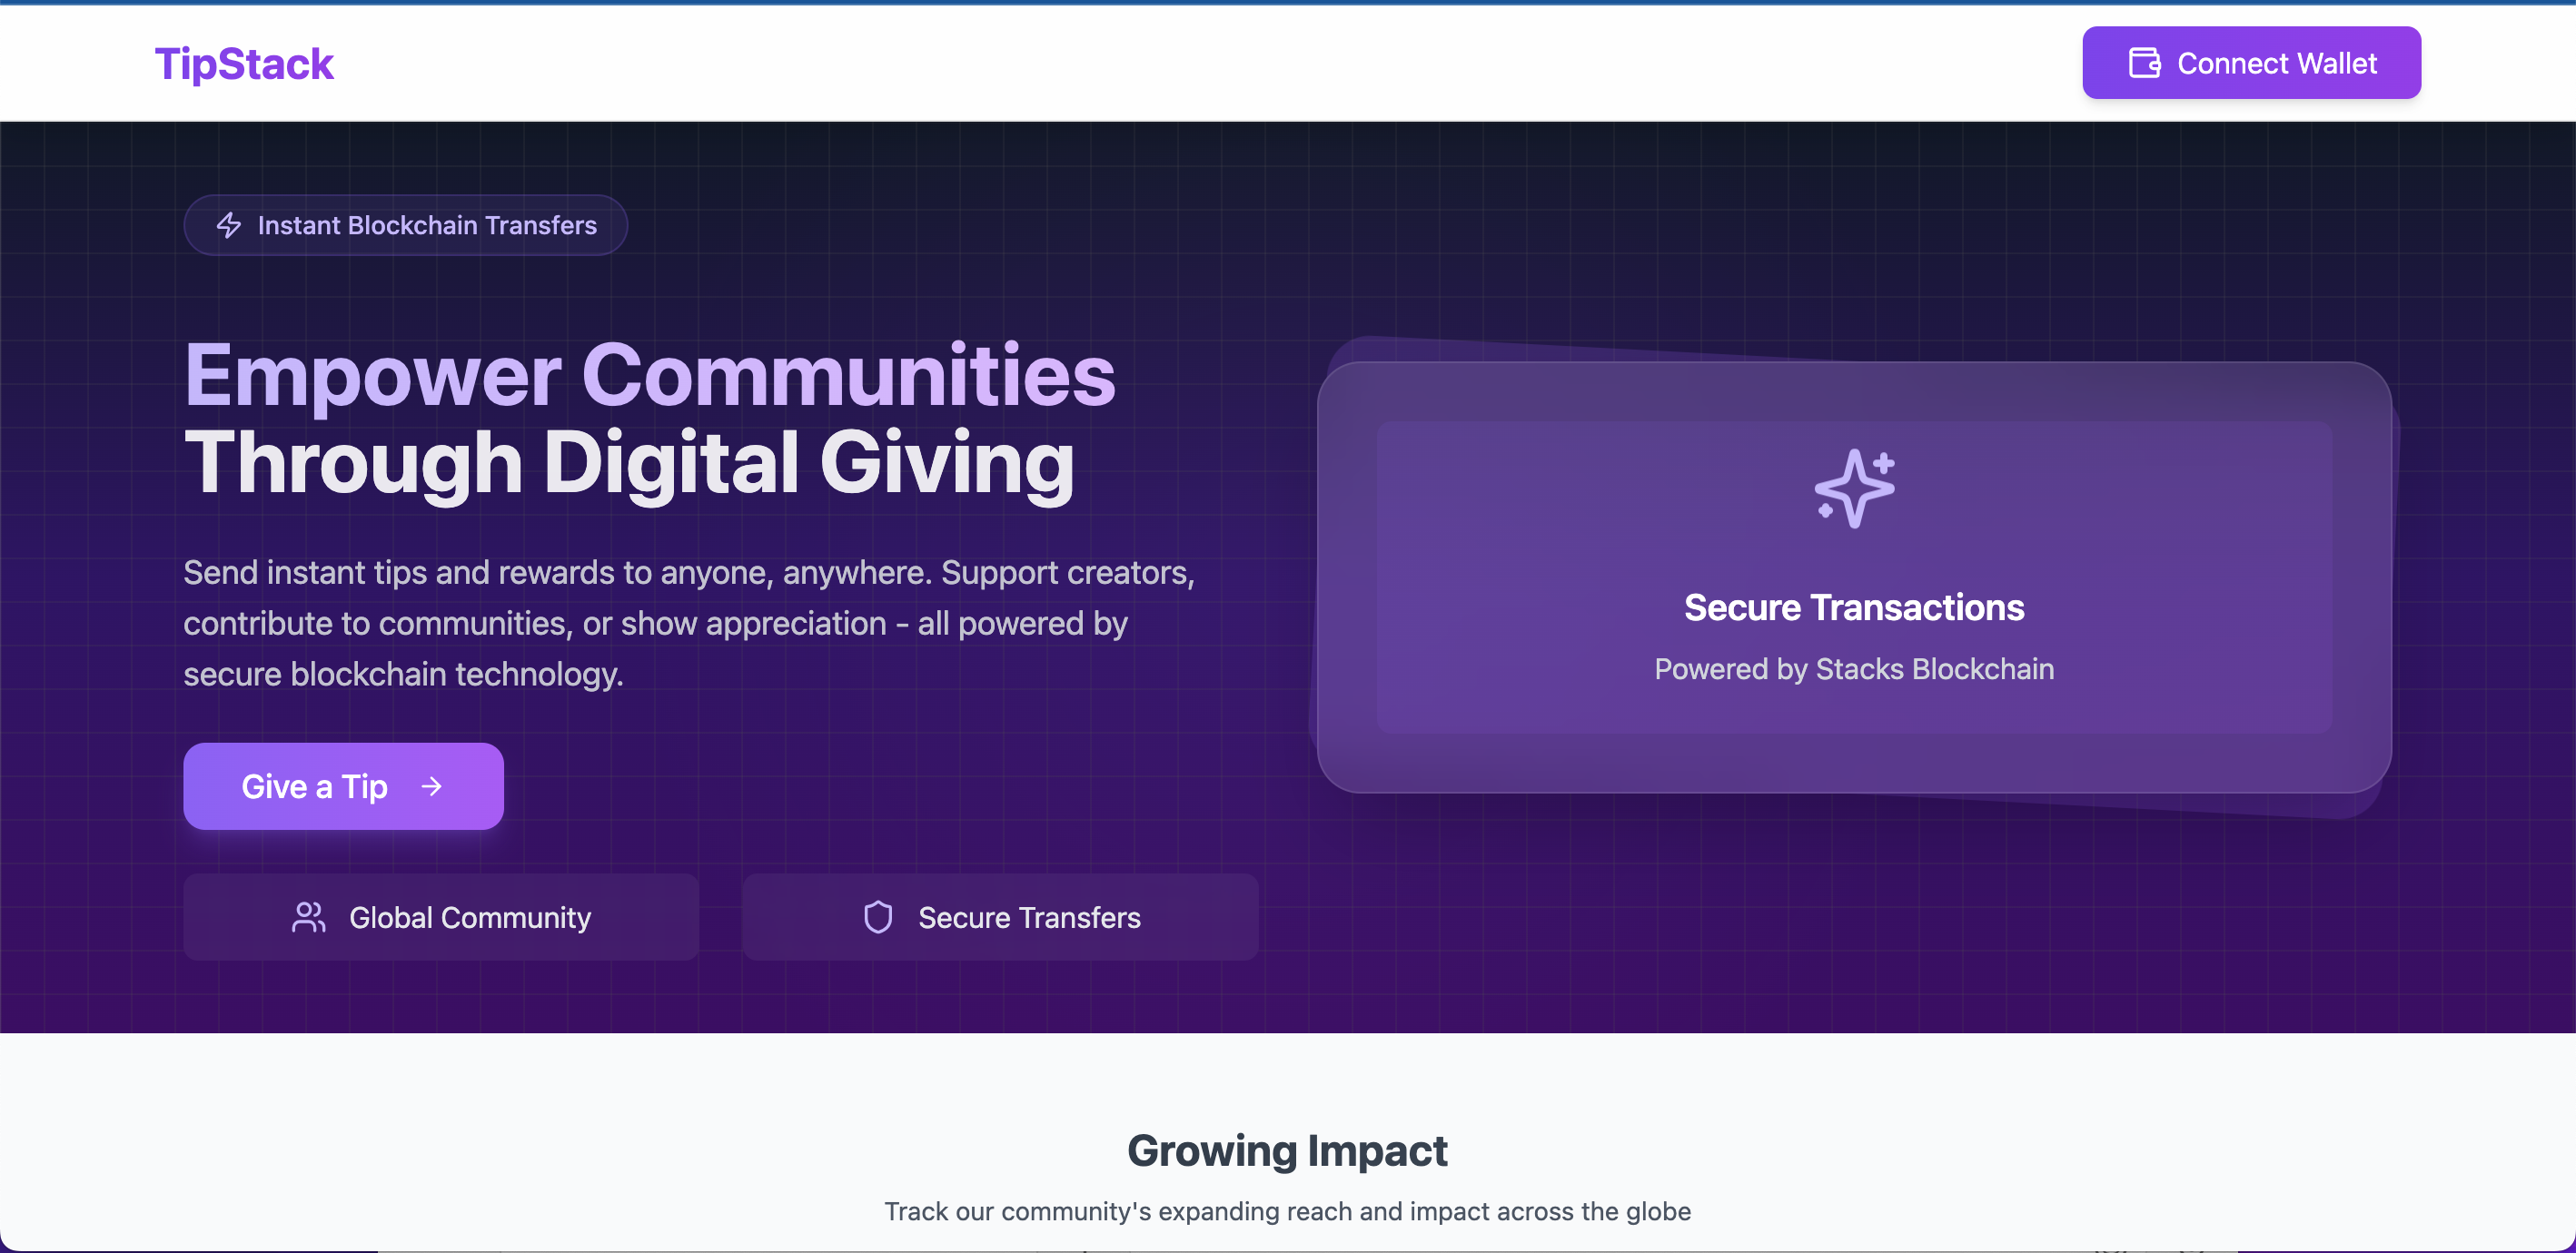 TipStack
Connect Wallet
Instant Blockchain Transfers
Empower Communities
Through Digital Giving
Send instant tips and rewards to anyone, anywhere. Support creators,
contribute to communities, or show appreciation - all powered by
secure blockchain technology.
Give a Tip
Global Community
Secure Transfers
Secure Transactions
Powered by Stacks Blockchain
Growing Impact
Track our community's expanding reach and impact across the globe